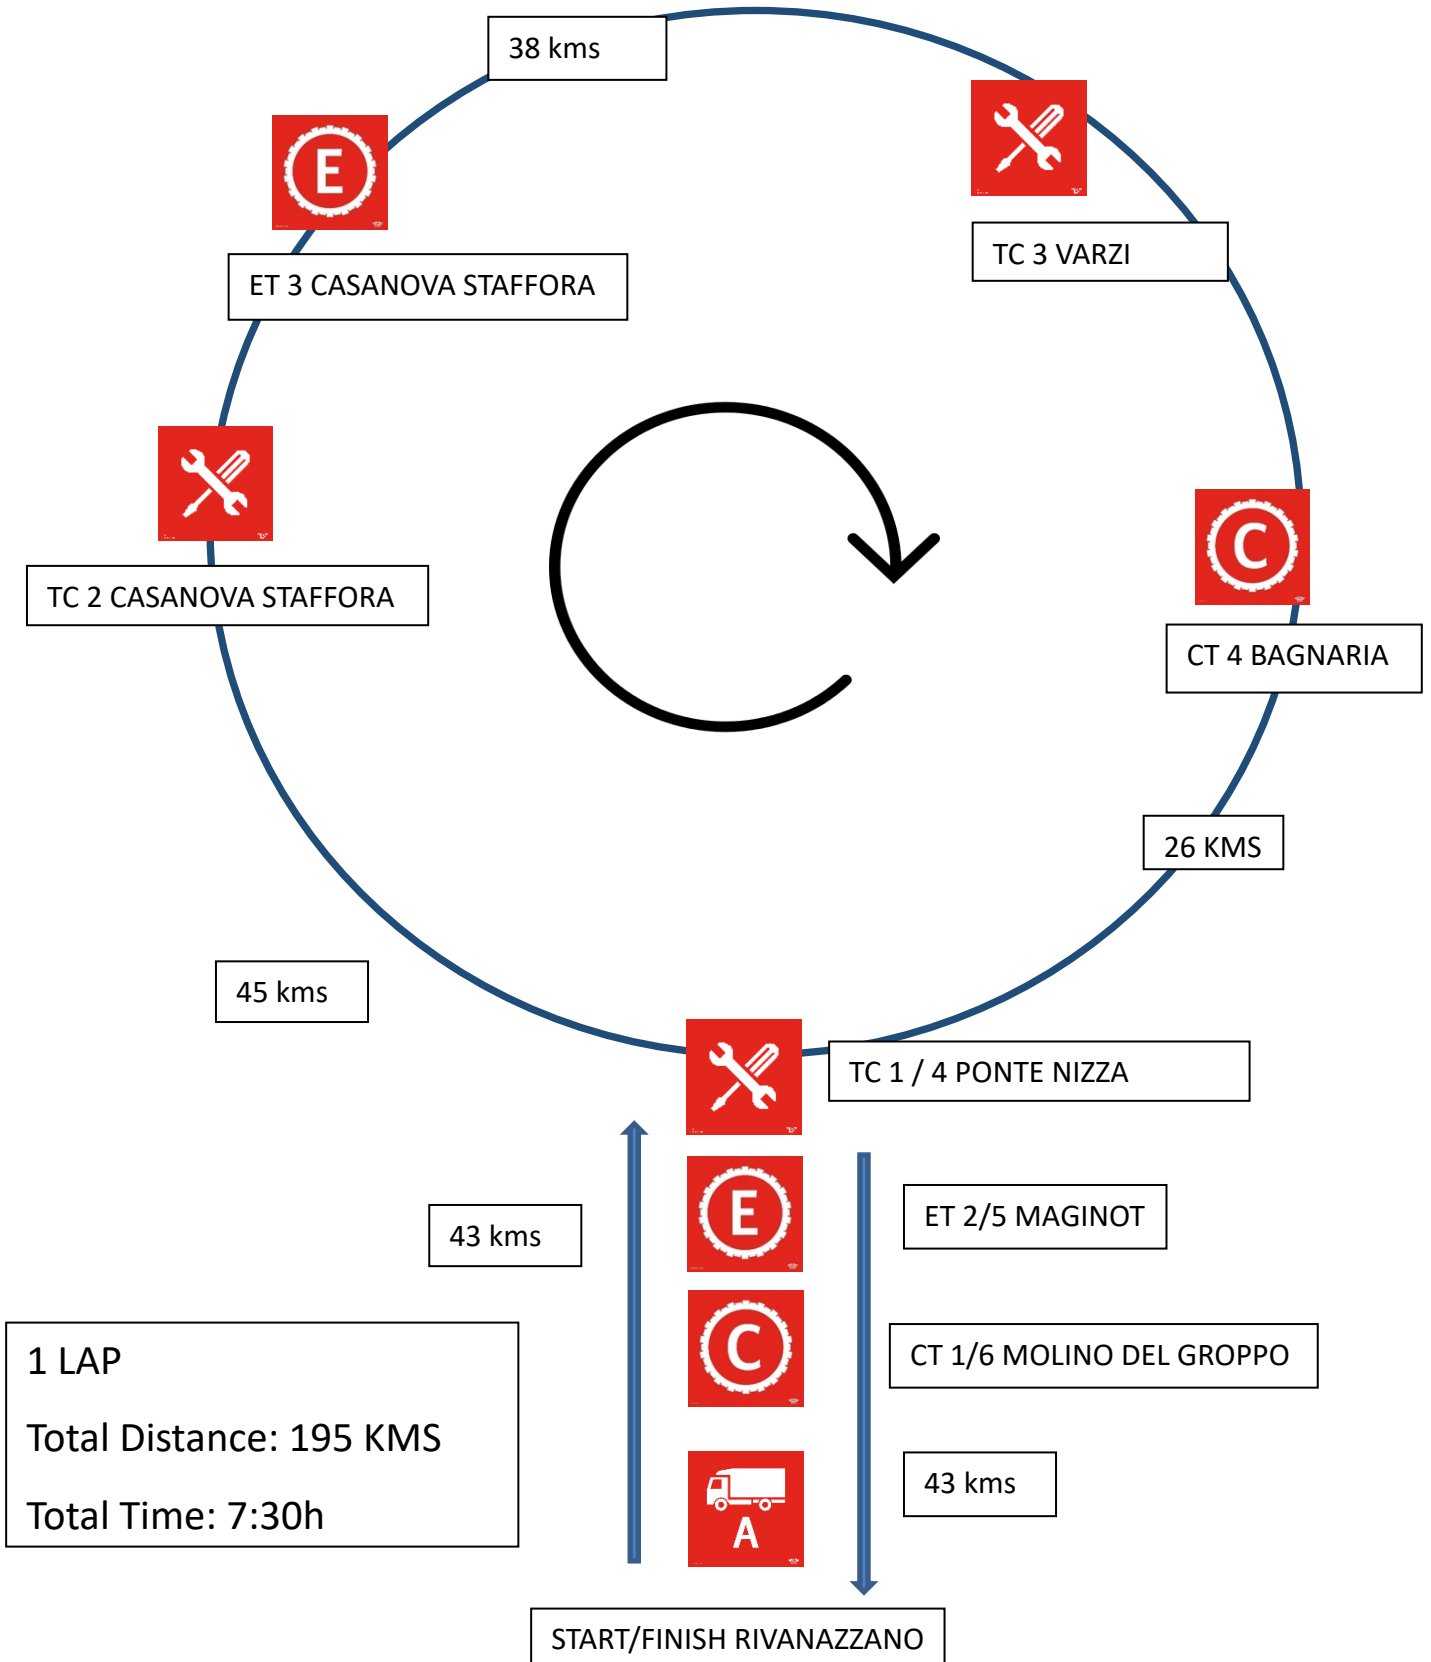 38 kms
E
ET 3 CASANOVA STAFFORA
TC 3 VARZI
TC 2 CASANOVA STAFFORA
C
CT 4 BAGNARIA
26 KMS
45 kms
TC 1 / 4 PONTE NIZZA
43 kms
E
ET 2/5 MAGINOT
C
CT 1/6 MOLINO DEL GROPPO
1 LAP
Total Distance: 195 KMS
Total Time: 7:30h
A
43 kms
START/FINISH RIVANAZZANO